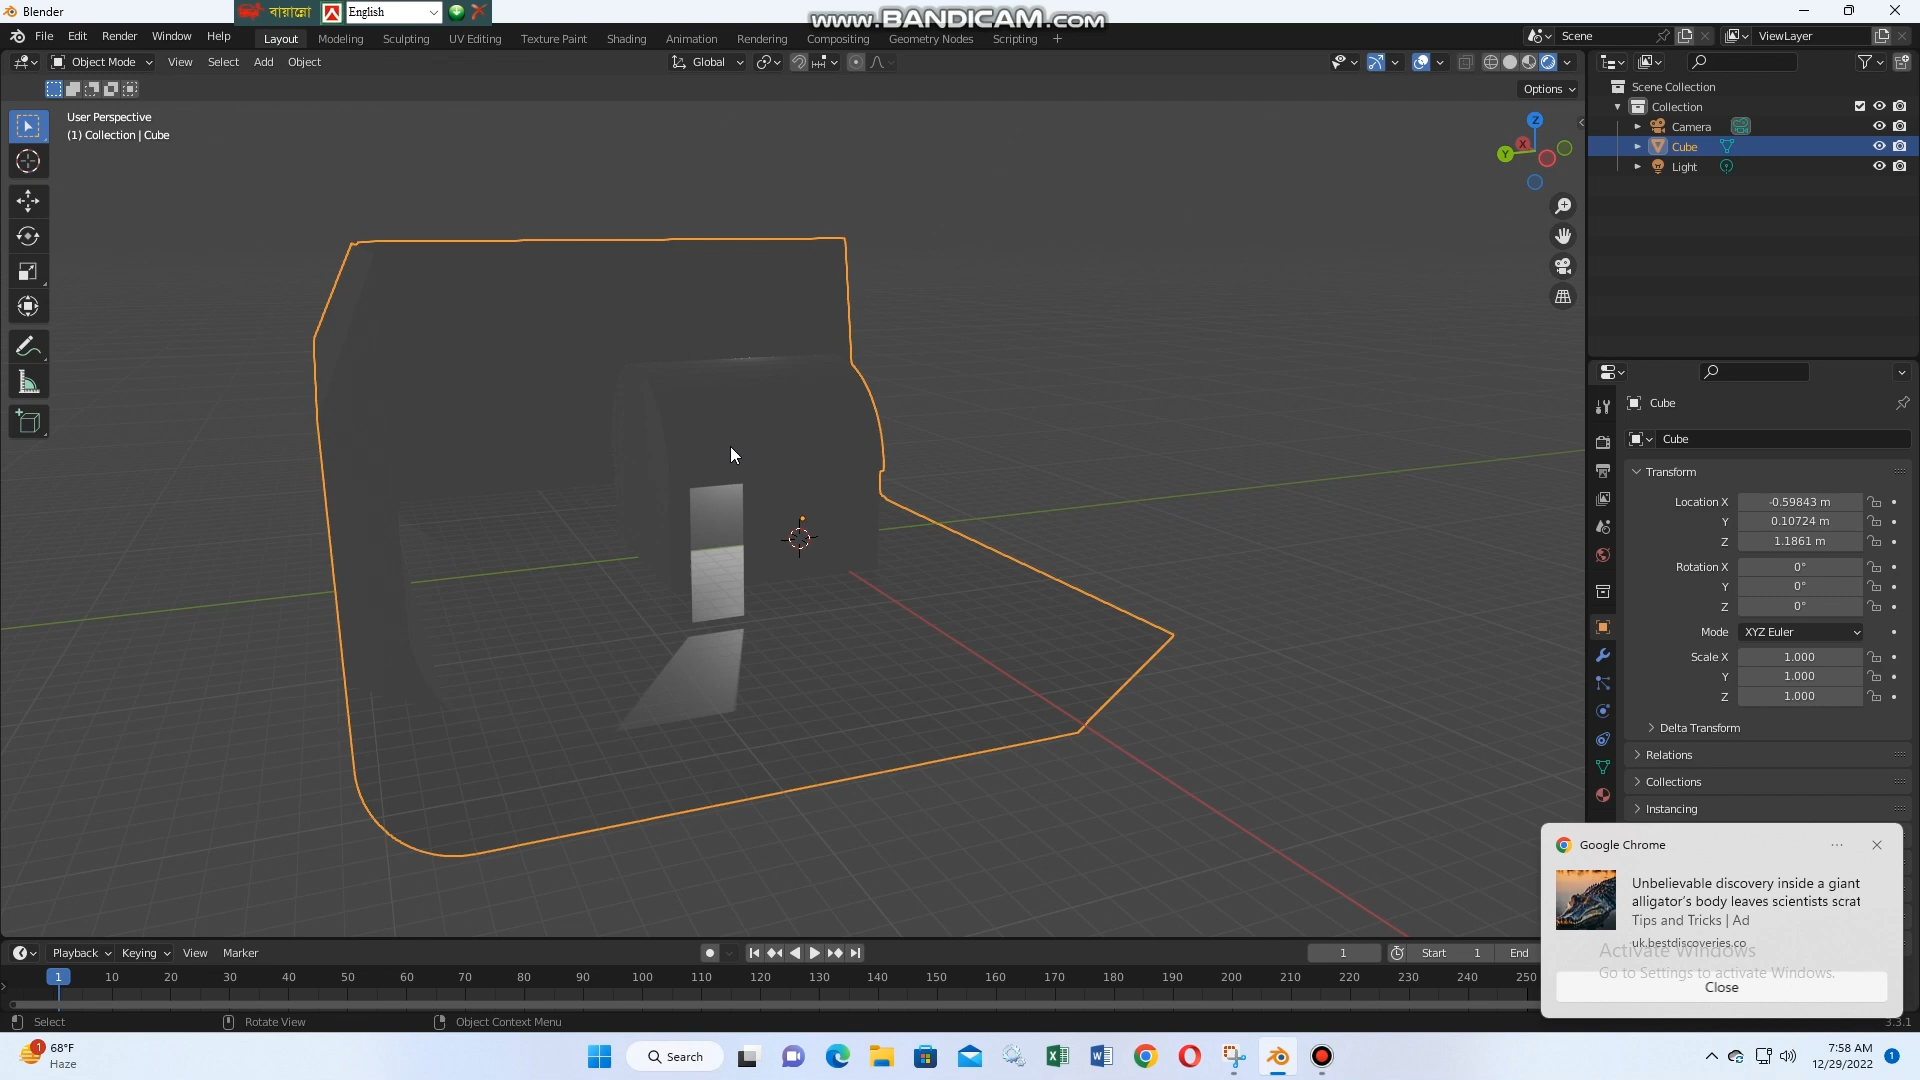 Blender
বায়ান্নো
English
www.BANDICAM.com
File Edit Render Window Help
Layout Modeling Sculpting UV Editing Texture Paint Shading Animation Rendering Compositing Geometry Nodes Scripting +
Scene
ViewLayer
Object Mode View Select Add Object
Global
Options
User Perspective
(1) Collection | Cube
Z
X
Y
Scene Collection
Collection
Camera
Cube
Light
Cube
Cube
Transform
Location X -0.59843 m
Y 0.10724 m
Z 1.1861 m
Rotation X 0°
Y 0°
Z 0°
Mode XYZ Euler
Scale X 1.000
Y 1.000
Z 1.000
Delta Transform
Relations
Collections
Instancing
Google Chrome
Unbelievable discovery inside a giant
alligator's body leaves scientists scrat
Tips and Tricks | Ad
uk.bestdiscoveries.co
Activate Windows
Go to Settings to activate Windows.
Close
Playback Keying View Marker
1
Start 1 End
1 10 20 30 40 50 60 70 80 90 100 110 120 130 140 150 160 170 180 190 200 210 220 230 240 250
Select Rotate View Object Context Menu
3.3.1
1
68°F
Haze
Search
7:58 AM
12/29/2022
1